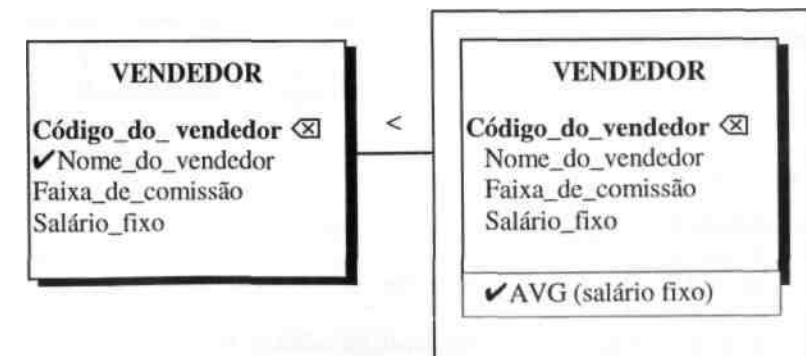 VENDEDOR
Código_do_ vendedor ⌫
✔Nome_do_vendedor
Faixa_de_comissão
Salário_fixo
<
VENDEDOR
Código_do_vendedor ⌫
Nome_do_vendedor
Faixa_de_comissão
Salário_fixo
✔AVG (salário fixo)